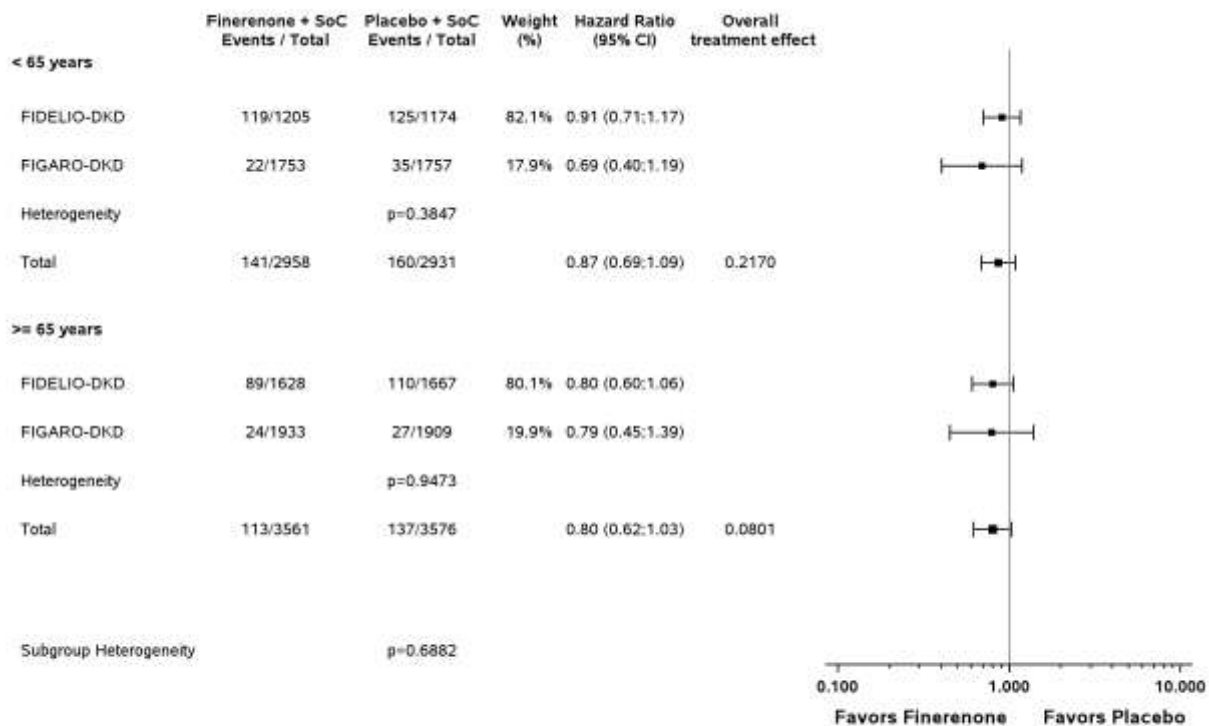 Finerenone + SoC Placebo + SoC Weight Hazard Ratio Overall
Events / Total Events / Total (%) (95% CI) treatment effect
< 65 years
FIDELIO-DKD 119/1205 125/1174 82.1% 0.91 (0.71;1.17)
FIGARO-DKD 22/1753 35/1757 17.9% 0.69 (0.40;1.19)
Heterogeneity p=0.3847
Total 141/2958 160/2931 0.87 (0.69;1.09) 0.2170
>= 65 years
FIDELIO-DKD 89/1628 110/1667 80.1% 0.80 (0.60;1.06)
FIGARO-DKD 24/1933 27/1909 19.9% 0.79 (0.45;1.39)
Heterogeneity p=0.9473
Total 113/3561 137/3576 0.80 (0.62;1.03) 0.0801
Subgroup Heterogeneity p=0.6882
0.100 1.000 10.000
Favors Finerenone Favors Placebo